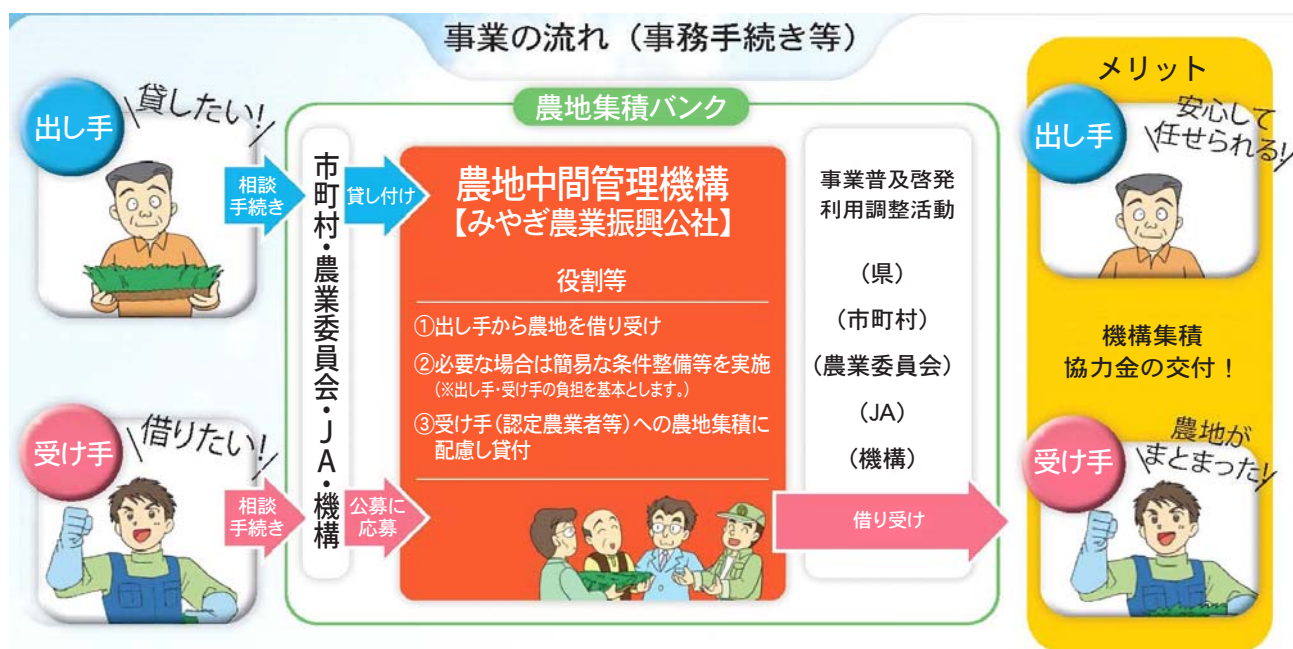 事業の流れ（事務手続き等）
出し手
貸したい！
相談
手続き
受け手
借りたい！
相談
手続き
農地集積バンク
市町村・農業委員会・JA・機構
貸し付け
公募に
応募
農地中間管理機構
【みやぎ農業振興公社】
役割等
①出し手から農地を借り受け
②必要な場合は簡易な条件整備等を実施
（※出し手・受け手の負担を基本とします。）
③受け手（認定農業者等）への農地集積に
配慮し貸付
事業普及啓発
利用調整活動
（県）
（市町村）
（農業委員会）
（JA）
（機構）
借り受け
メリット
出し手
安心して
任せられる！
機構集積
協力金の交付！
受け手
農地が
まとまった！